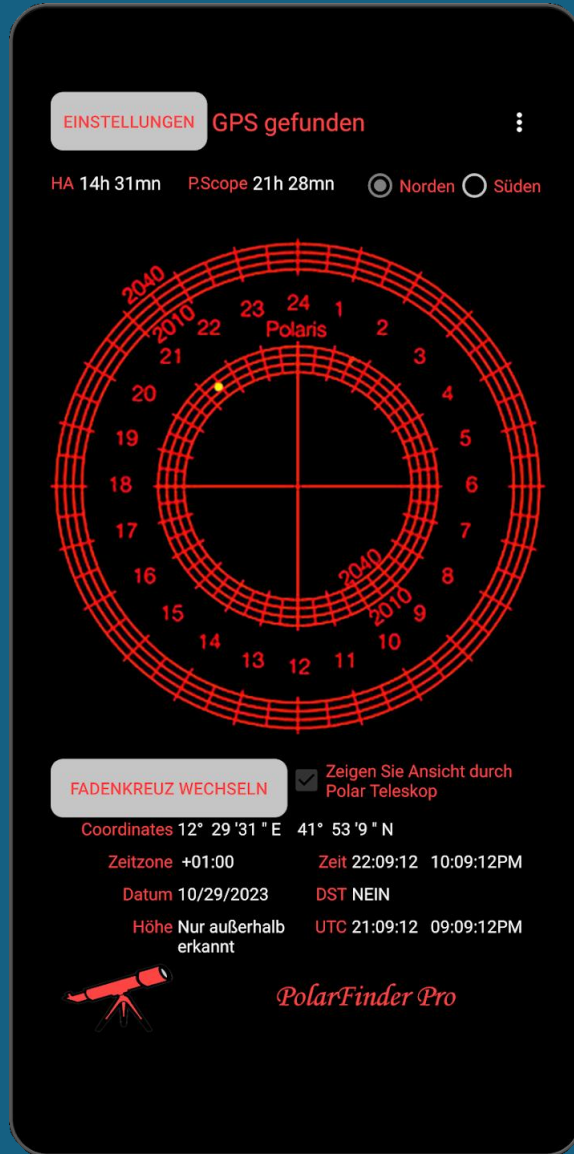 EINSTELLUNGEN GPS gefunden
HA 14h 31mn P.Scope 21h 28mn Norden Süden
2040
2010
24
1
2
3
4
5
6
7
8
9
10
11
12
13
14
15
16
17
18
19
20
21
22
23
Polaris
2040
2010
FADENKREUZ WECHSELN
Zeigen Sie Ansicht durch
Polar Teleskop
Coordinates 12° 29 '31 " E 41° 53 '9 " N
Zeitzone +01:00 Zeit 22:09:12 10:09:12PM
Datum 10/29/2023 DST NEIN
Höhe Nur außerhalb UTC 21:09:12 09:09:12PM
erkannt
PolarFinder Pro